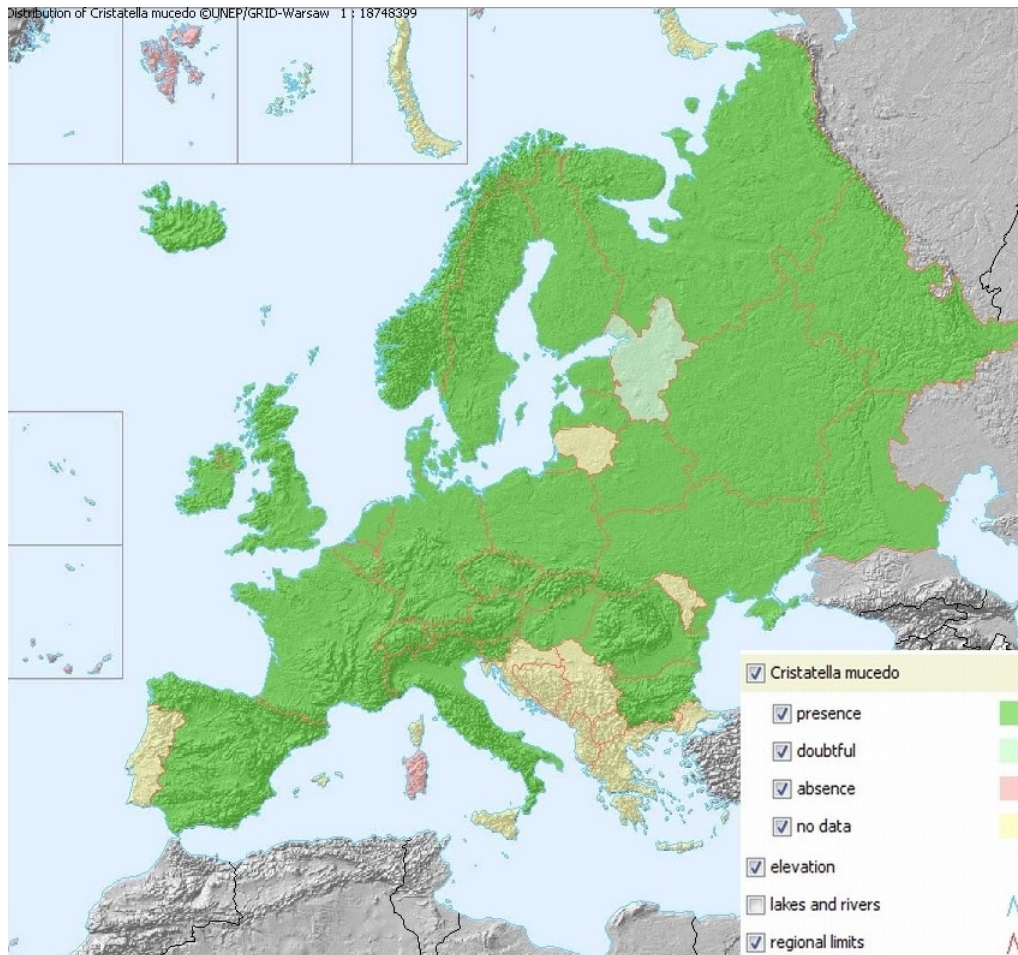 Distribution of Cristatella mucedo ©UNEP/GRID-Warsaw 1 : 18748399
Cristatella mucedo
presence
doubtful
absence
no data
elevation
lakes and rivers
regional limits